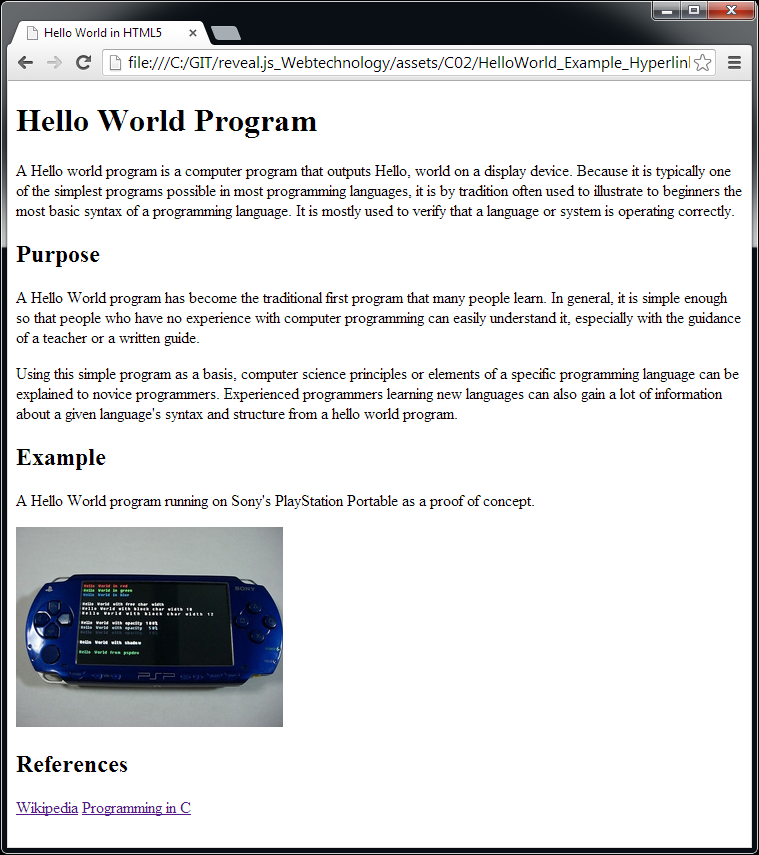 Hello World in HTML5
file:///C:/GIT/reveal.js_Webtechnology/assets/C02/HelloWorld_Example_Hyperlin
Hello World Program
A Hello world program is a computer program that outputs Hello, world on a display device. Because it is typically one
of the simplest programs possible in most programming languages, it is by tradition often used to illustrate to beginners the
most basic syntax of a programming language. It is mostly used to verify that a language or system is operating correctly.
Purpose
A Hello World program has become the traditional first program that many people learn. In general, it is simple enough
so that people who have no experience with computer programming can easily understand it, especially with the guidance
of a teacher or a written guide.
Using this simple program as a basis, computer science principles or elements of a specific programming language can be
explained to novice programmers. Experienced programmers learning new languages can also gain a lot of information
about a given language's syntax and structure from a hello world program.
Example
A Hello World program running on Sony's PlayStation Portable as a proof of concept.
Hello World in red
Hello World in green
Hello World in blue
Hello World with free char width
Hello World with block char width 10
Hello World with block char width 12
Hello World with opacity 100%
Hello World with opacity 50%
Hello World with shadow
Hello World from pspdev
SONY
PSP
References
Wikipedia Programming in C